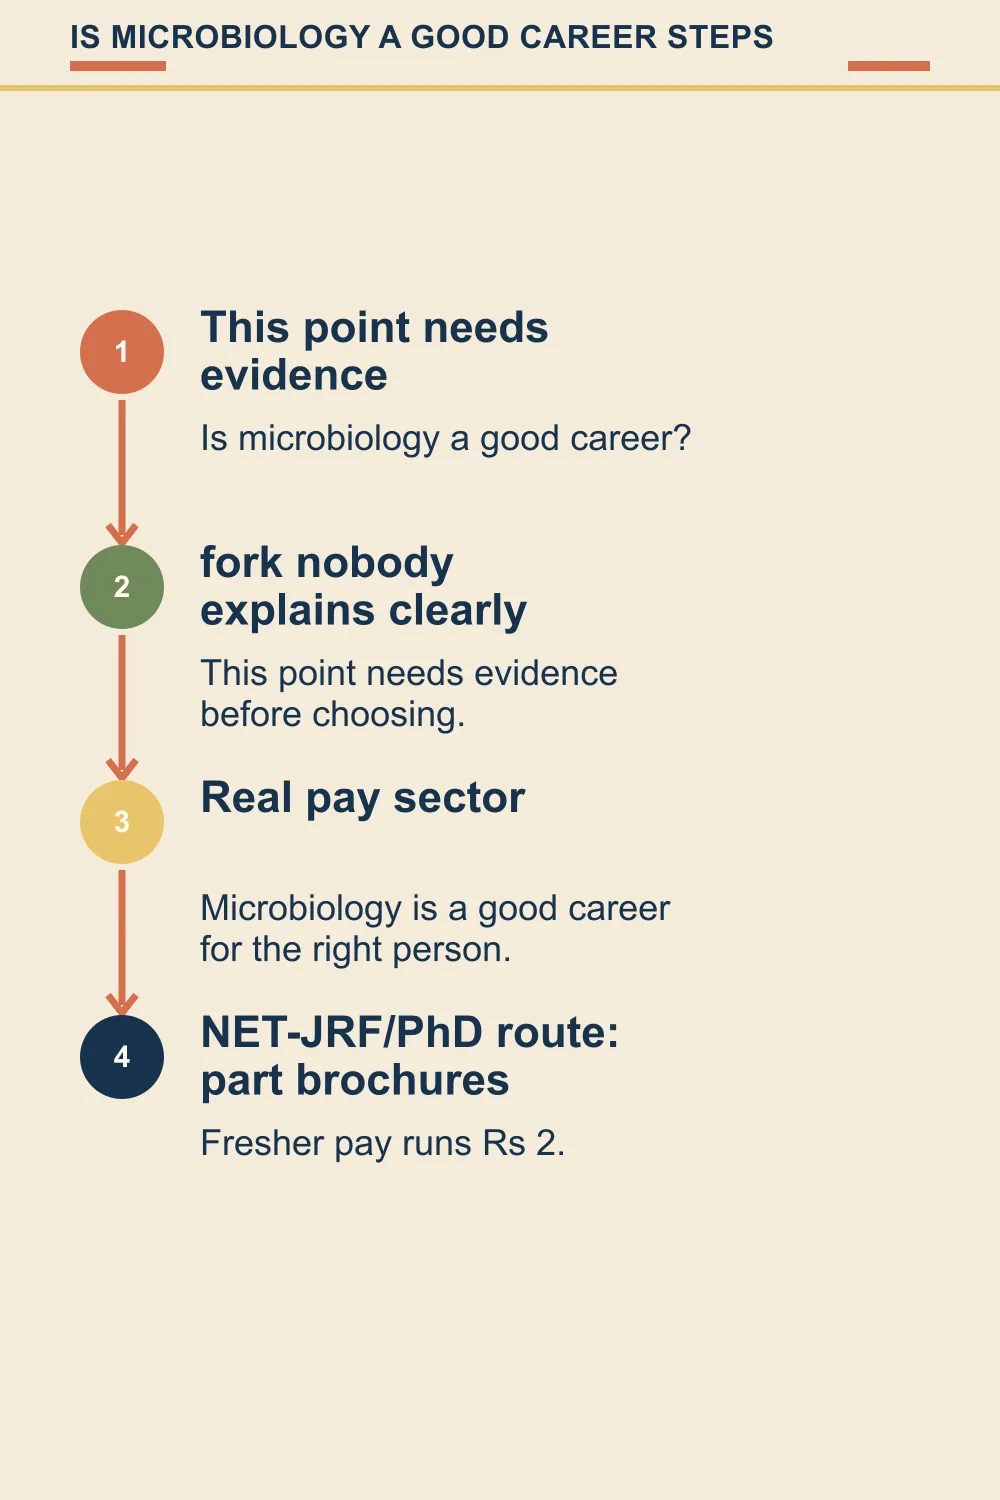 IS MICROBIOLOGY A GOOD CAREER STEPS
1
This point needs
evidence
Is microbiology a good career?
2
fork nobody
explains clearly
This point needs evidence
before choosing.
3
Real pay sector
Microbiology is a good career
for the right person.
4
NET-JRF/PhD route:
part brochures
Fresher pay runs Rs 2.